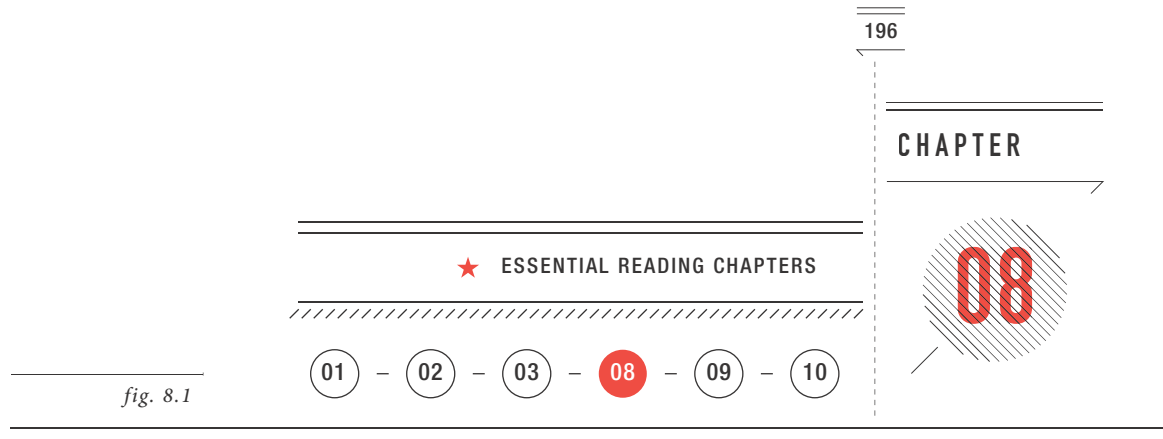 196
CHAPTER
08
★ ESSENTIAL READING CHAPTERS
01 – 02 – 03 – 08 – 09 – 10
fig. 8.1